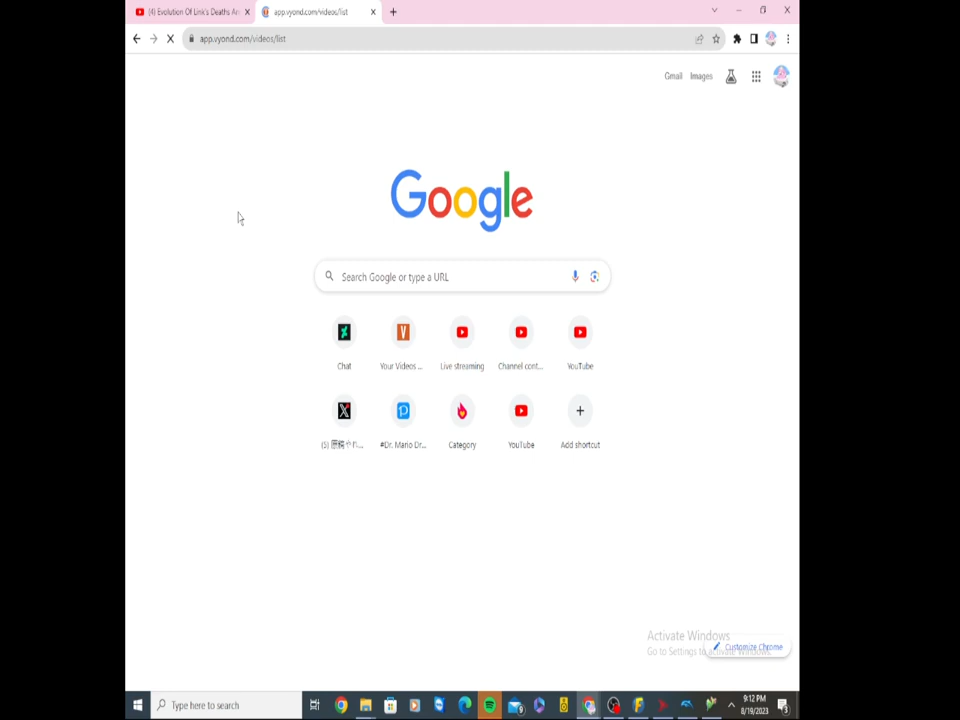 (4) Evolution Of Link's Deaths An
app.vyond.com/videos/list
app.vyond.com/videos/list
Gmail
Images
Google
Search Google or type a URL
Chat
Your Videos ...
Live streaming
Channel cont...
YouTube
#Dr. Mario Dr...
Category
YouTube
Add shortcut
Activate Windows
Go to Settings to activate Windows.
Customize Chrome
Type here to search
9:12 PM
8/19/2023